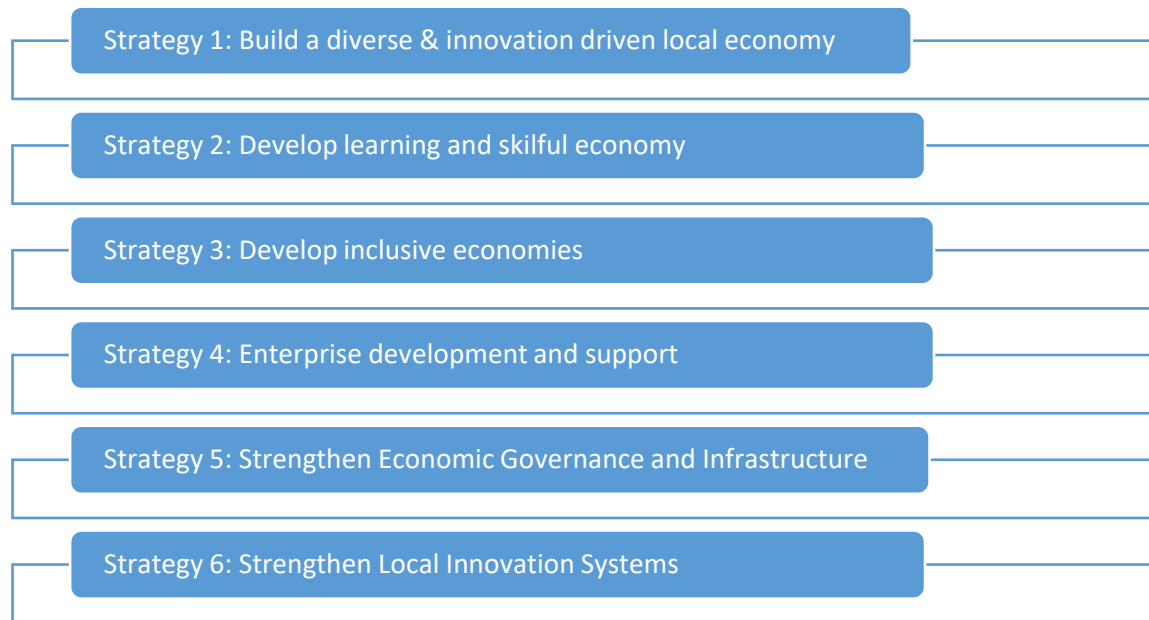 Strategy 1: Build a diverse & innovation driven local economy
Strategy 2: Develop learning and skilful economy
Strategy 3: Develop inclusive economies
Strategy 4: Enterprise development and support
Strategy 5: Strengthen Economic Governance and Infrastructure
Strategy 6: Strengthen Local Innovation Systems